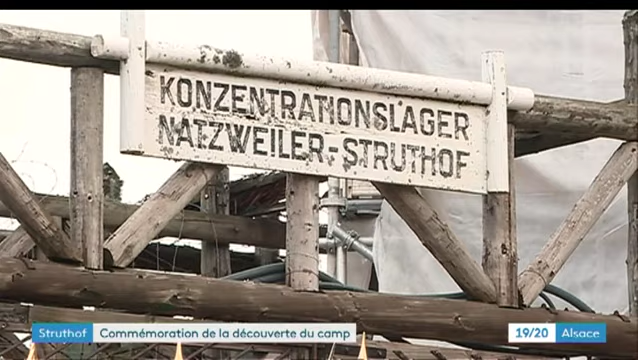 KONZENTRATIONSLAGER
NATZWEILER-STRUTHOF
Struthof Commémoration de la découverte du camp
19/20 Alsace